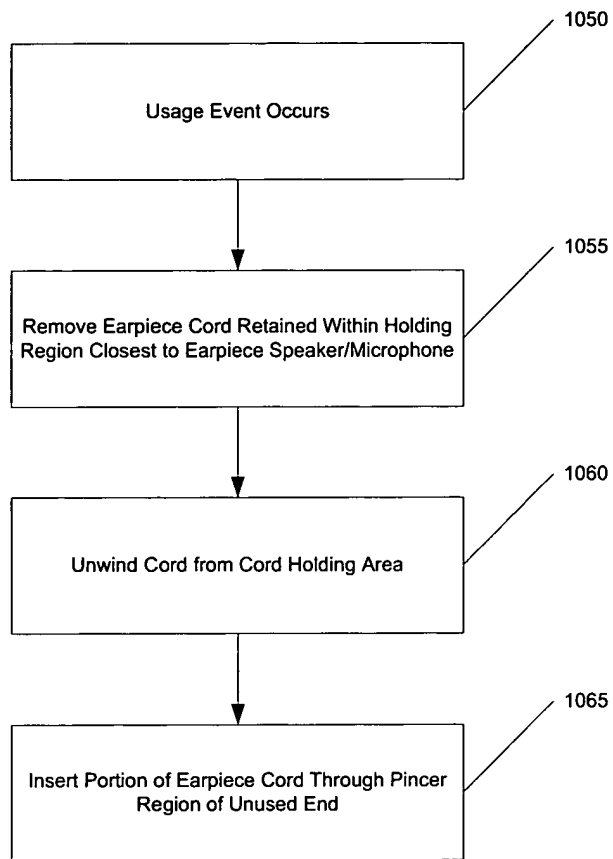 1050
Usage Event Occurs
1055
Remove Earpiece Cord Retained Within Holding
Region Closest to Earpiece Speaker/Microphone
1060
Unwind Cord from Cord Holding Area
1065
Insert Portion of Earpiece Cord Through Pincer
Region of Unused End